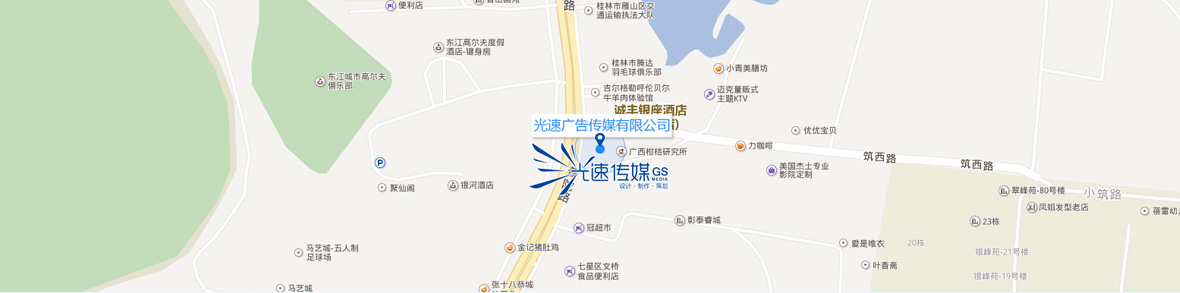 便利店
路
桂林市雁山区交
通运输执法大队
东江高尔夫度假
酒店-键身房
东江城市高尔夫
俱乐部
桂林市腾达
羽毛球俱乐部
小菁美膳坊
吉尔格勒呼伦贝尔
牛羊肉体验馆
迈克量贩式
主题KTV
诚丰银座酒店
光速广告传媒有限公司
优优宝贝
广西柑桔研究所
力咖啡
筑西路
筑西路
美国杰士专业
影院定制
P
光速传媒GS
MEDIA
设计·制作·策划
聚仙阁
银河酒店
翠峰苑-80号楼
小筑路
凤姐发型老店
蓓雷幼儿
23栋
彰泰睿城
冠超市
马艺城-五人制
足球场
金记猪肚鸡
爱是唯衣
20栋
银峰苑-21号楼
七星区文桥
食品便利店
叶香斋
银峰苑-19号楼
马艺城
张十八恭城